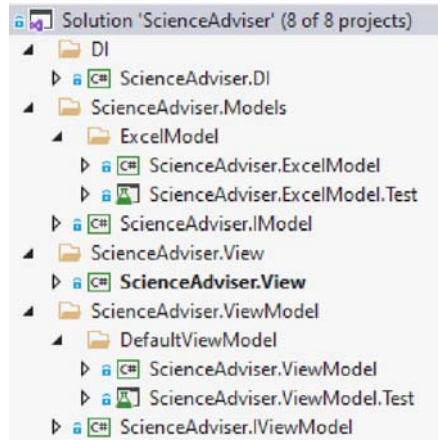 Solution 'ScienceAdviser' (8 of 8 projects)
DI
C# ScienceAdviser.DI
ScienceAdviser.Models
ExcelModel
C# ScienceAdviser.ExcelModel
ScienceAdviser.ExcelModel.Test
C# ScienceAdviser.IModel
ScienceAdviser.View
C# ScienceAdviser.View
ScienceAdviser.ViewModel
DefaultViewModel
C# ScienceAdviser.ViewModel
ScienceAdviser.ViewModel.Test
C# ScienceAdviser.IViewModel